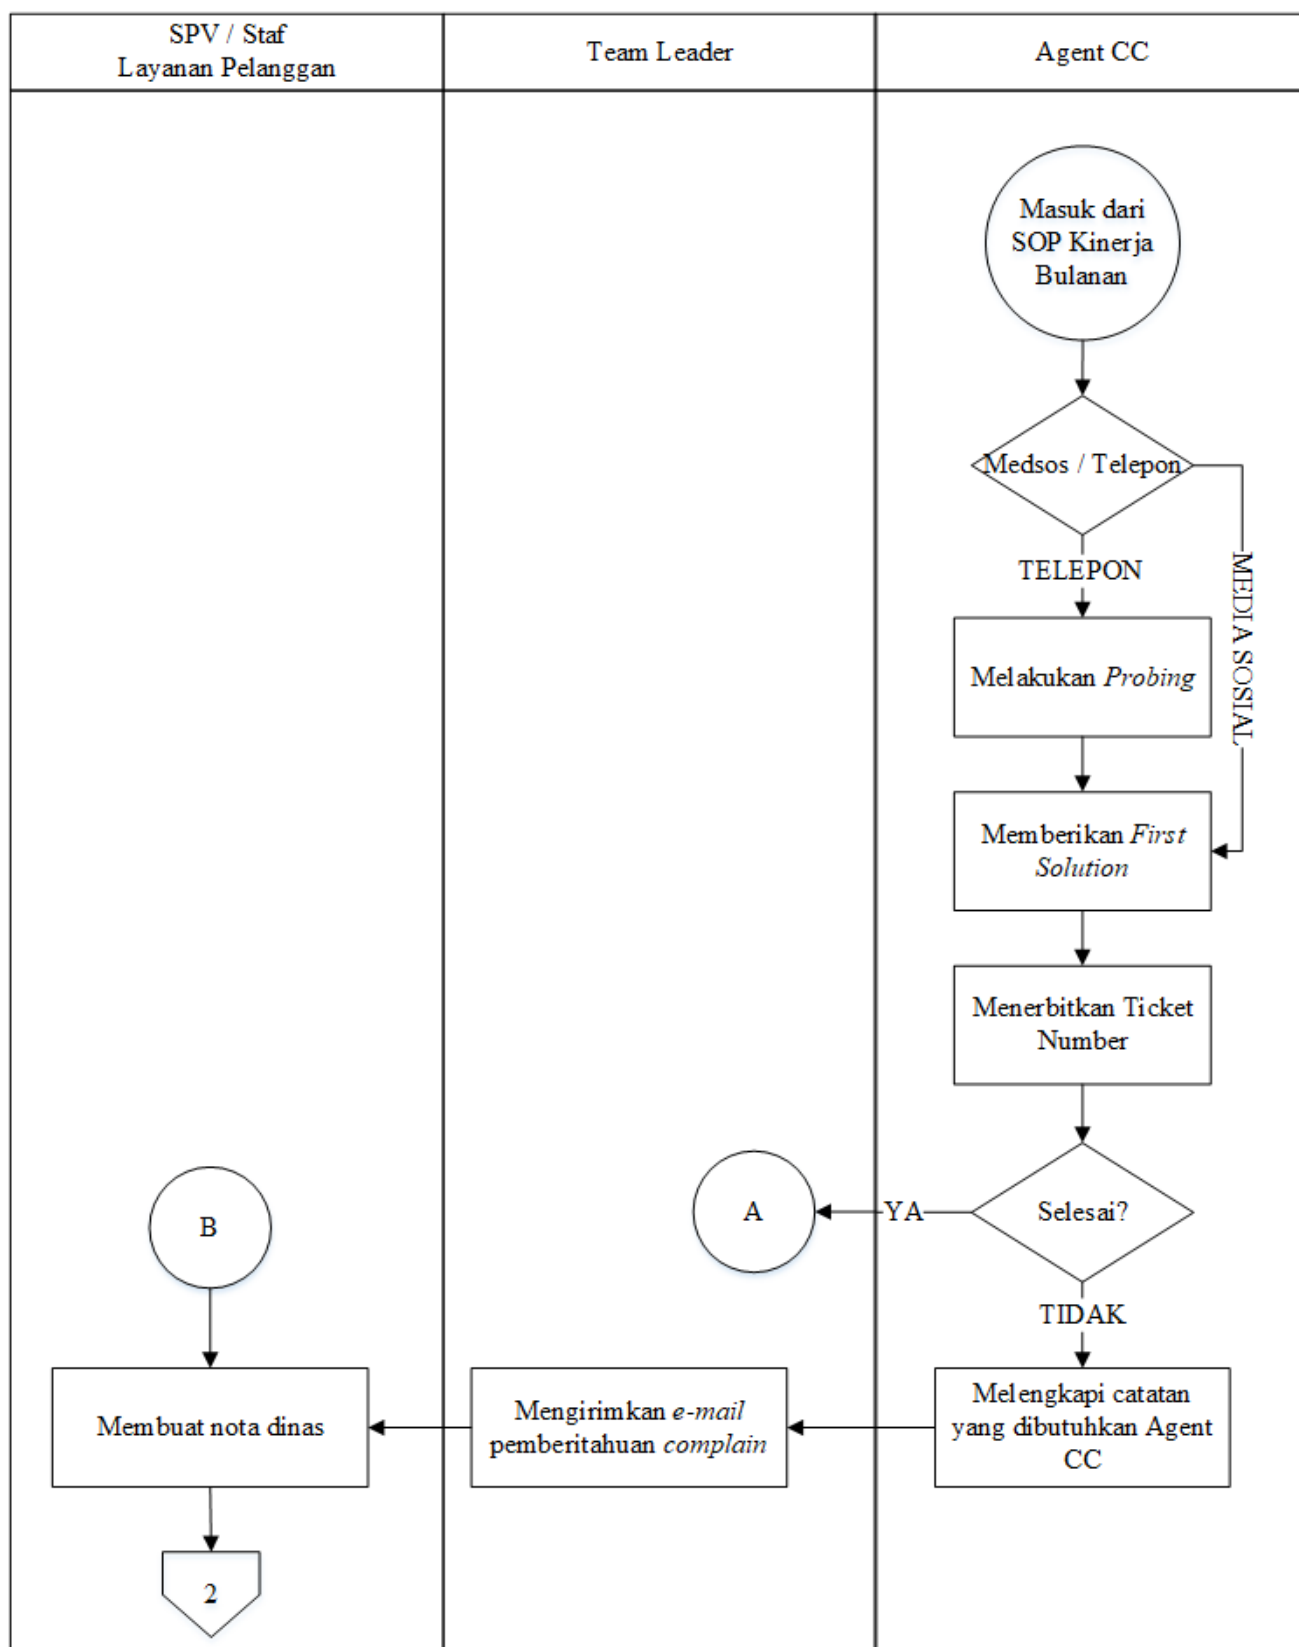 SPV / Staf
Layanan Pelanggan
Team Leader
Agent CC
Masuk dari
SOP Kinerja
Bulanan
Medsos / Telepon
TELEPON
MEDIA SOSIAL
Melakukan Probing
Memberikan First
Solution
Menerbitkan Ticket
Number
Selesai?
YA
A
B
TIDAK
Melengkapi catatan
yang dibutuhkan Agent
CC
Mengirimkan e-mail
pemberitahuan complain
Membuat nota dinas
2